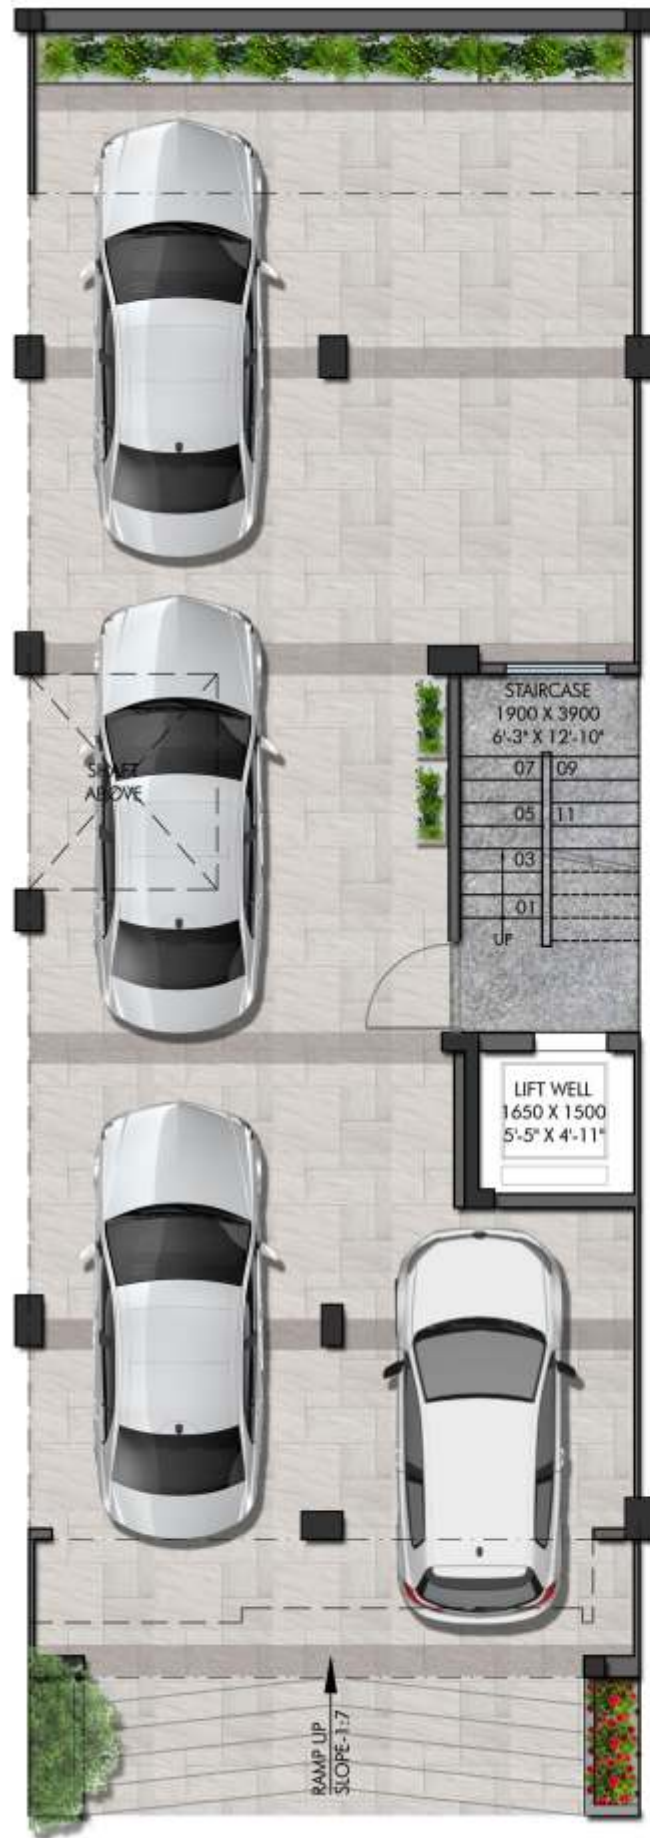 STAIRCASE
1900 X 3900
6'-3" X 12'-10"
07 09
05 11
03
01
UP
SHAFT
ABOVE
LIFT WELL
1650 X 1500
5'-5" X 4'-11"
RAMP UP
SLOPE-1:7